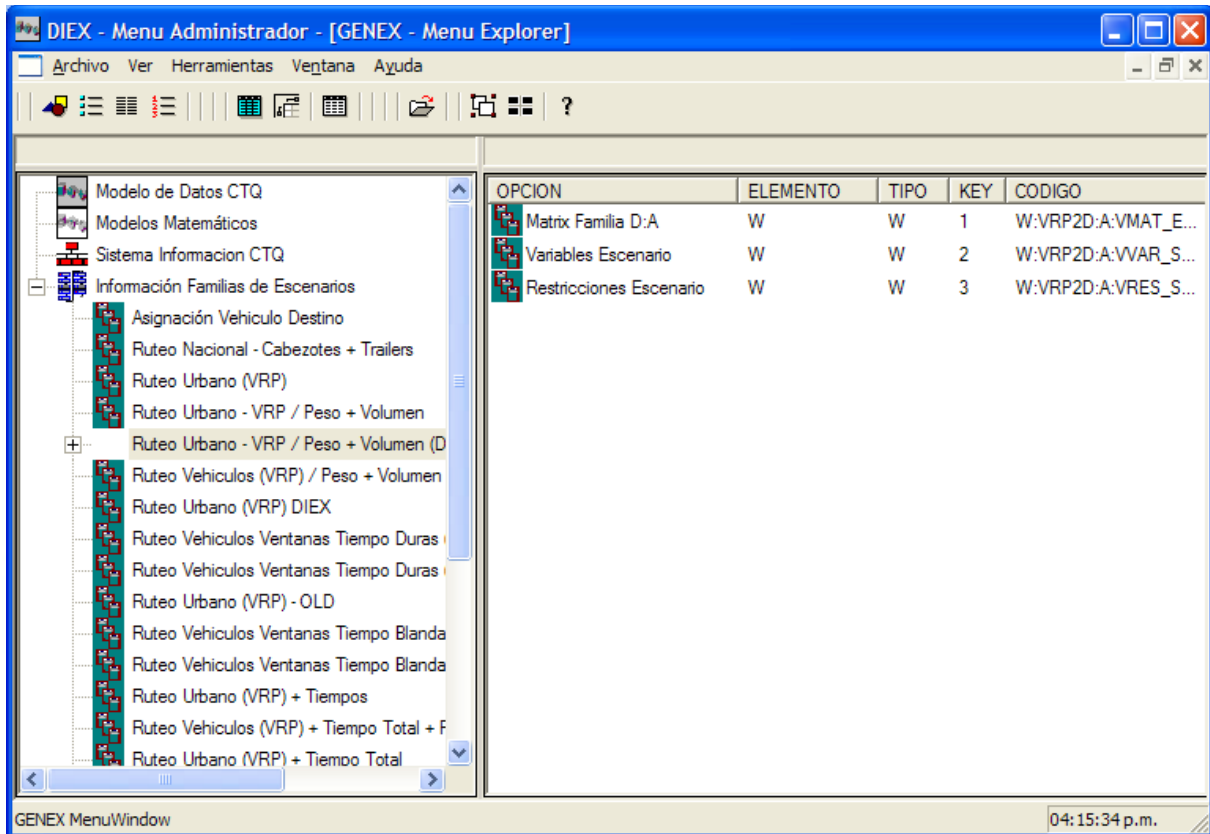 DIEX - Menu Administrador - [GENEX - Menu Explorer]
Archivo Ver Herramientas Ventana Ayuda
?
Modelo de Datos CTQ
Modelos Matemáticos
Sistema Informacion CTQ
Información Familias de Escenarios
Asignación Vehiculo Destino
Ruteo Nacional - Cabezotes + Trailers
Ruteo Urbano (VRP)
Ruteo Urbano - VRP / Peso + Volumen
Ruteo Urbano - VRP / Peso + Volumen (D
Ruteo Vehiculos (VRP) / Peso + Volumen
Ruteo Urbano (VRP) DIEX
Ruteo Vehiculos Ventanas Tiempo Duras (
Ruteo Vehiculos Ventanas Tiempo Duras (
Ruteo Urbano (VRP) - OLD
Ruteo Vehiculos Ventanas Tiempo Blanda
Ruteo Vehiculos Ventanas Tiempo Blanda
Ruteo Urbano (VRP) + Tiempos
Ruteo Vehiculos (VRP) + Tiempo Total + F
Ruteo Urbano (VRP) + Tiempo Total
OPCION ELEMENTO TIPO KEY CODIGO
Matrix Familia D:A W W 1 W:VRP2D:A:VMAT_E...
Variables Escenario W W 2 W:VRP2D:A:VVAR_S...
Restricciones Escenario W W 3 W:VRP2D:A:VRES_S...
GENEX MenuWindow
04:15:34 p.m.